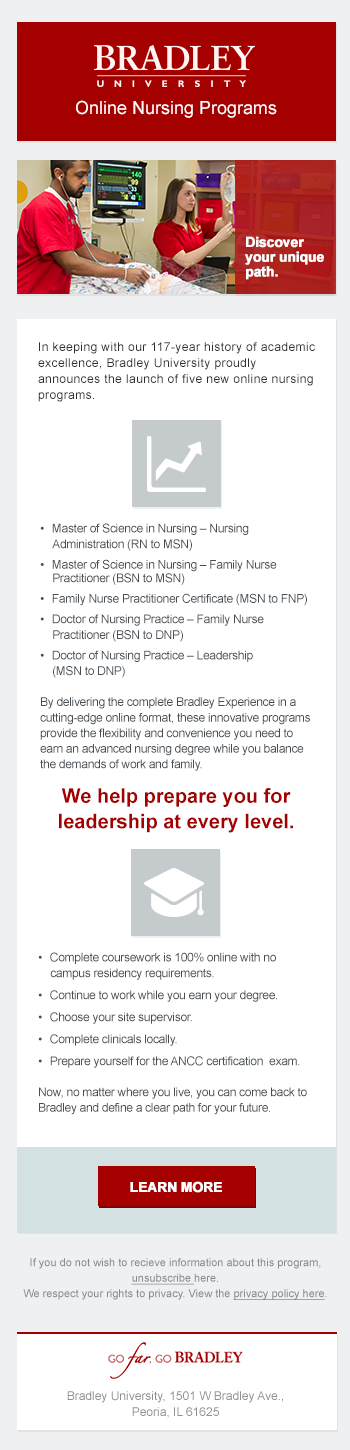 BRADLEY
UNIVERSITY
Online Nursing Programs
140
99
Discover
your unique
path.
In keeping with our 117-year history of academic
excellence, Bradley University proudly
announces the launch of five new online nursing
programs.
• Master of Science in Nursing – Nursing
Administration (RN to MSN)
• Master of Science in Nursing – Family Nurse
Practitioner (BSN to MSN)
• Family Nurse Practitioner Certificate (MSN to FNP)
• Doctor of Nursing Practice – Family Nurse
Practitioner (BSN to DNP)
• Doctor of Nursing Practice – Leadership
(MSN to DNP)
By delivering the complete Bradley Experience in a
cutting-edge online format, these innovative programs
provide the flexibility and convenience you need to
earn an advanced nursing degree while you balance
the demands of work and family.
We help prepare you for
leadership at every level.
• Complete coursework is 100% online with no
campus residency requirements.
• Continue to work while you earn your degree.
• Choose your site supervisor.
• Complete clinicals locally.
• Prepare yourself for the ANCC certification exam.
Now, no matter where you live, you can come back to
Bradley and define a clear path for your future.
LEARN MORE
If you do not wish to recieve information about this program,
unsubscribe here.
We respect your rights to privacy. View the privacy policy here.
GO far. GO BRADLEY
Bradley University, 1501 W Bradley Ave.,
Peoria, IL 61625